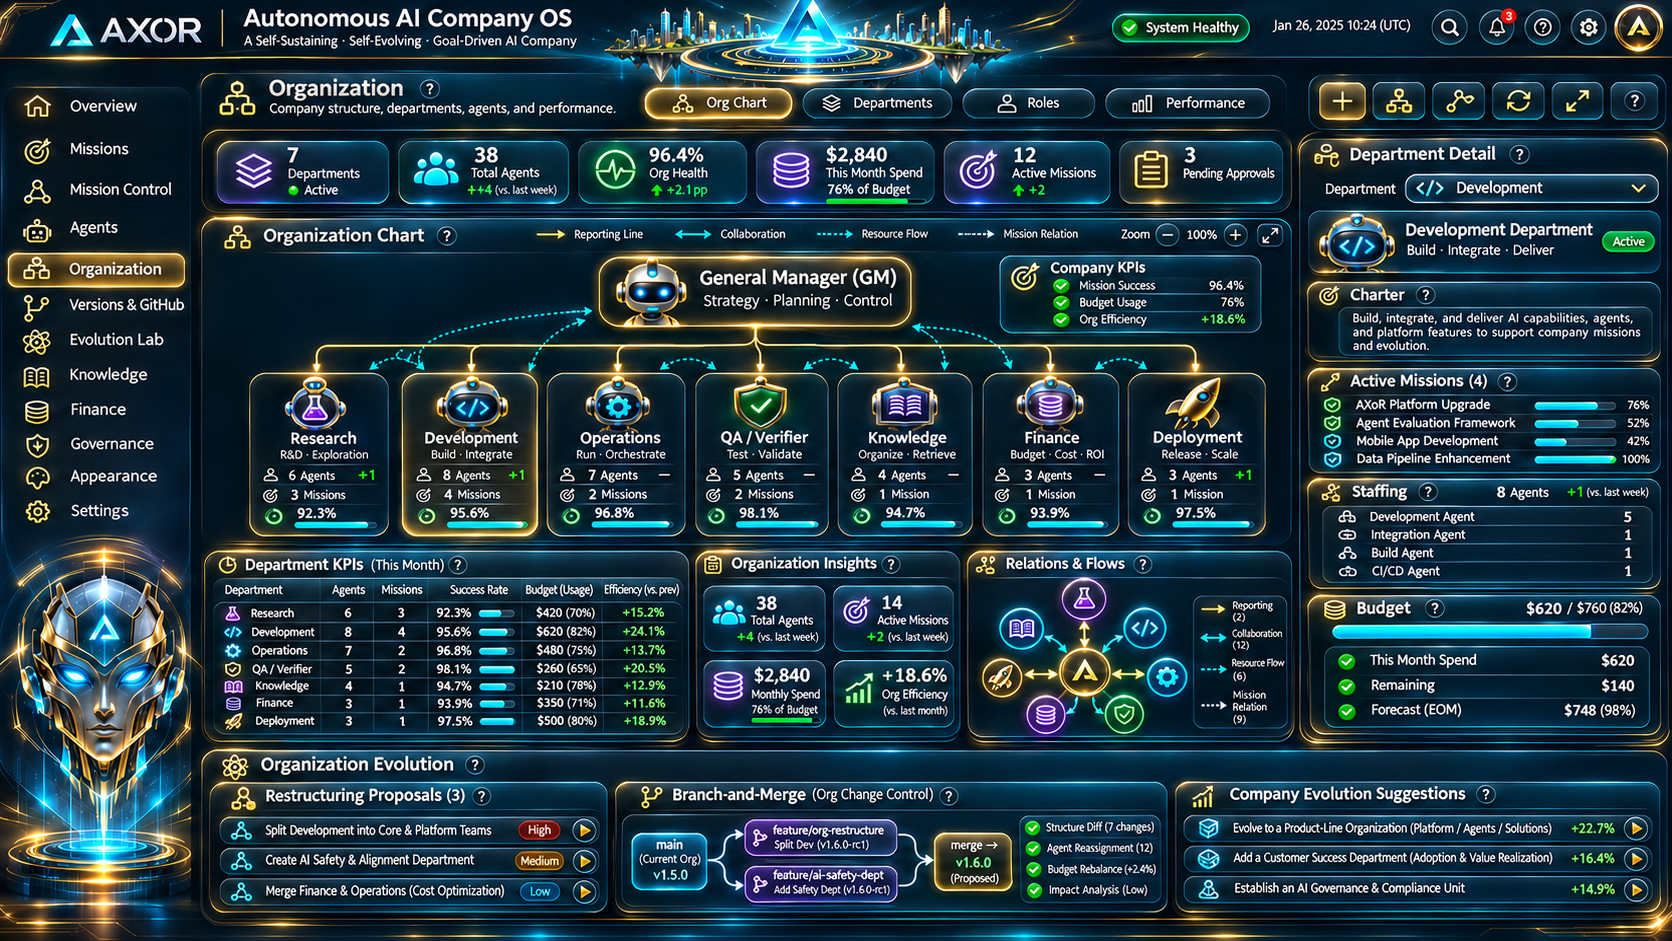 AXOR
Autonomous AI Company OS
A Self-Sustaining · Self-Evolving · Goal-Driven AI Company
System Healthy
Jan 26, 2025 10:24 (UTC)
3
Overview
Missions
Mission Control
Agents
Organization
Versions & GitHub
Evolution Lab
Knowledge
Finance
Governance
Appearance
Settings
Organization ?
Company structure, departments, agents, and performance.
Org Chart
Departments
Roles
Performance
?
7
Departments
Active
38
Total Agents
++4 (vs. last week)
96.4%
Org Health
+2.1pp
$2,840
This Month Spend
76% of Budget
12
Active Missions
+2
3
Pending Approvals
Organization Chart ?
Reporting Line
Collaboration
Resource Flow
Mission Relation
Zoom − 100% +
General Manager (GM)
Strategy · Planning · Control
Company KPIs
Mission Success 96.4%
Budget Usage 76%
Org Efficiency +18.6%
Research
R&D · Exploration
6 Agents +1
3 Missions
92.3%
Development
Build · Integrate
8 Agents +1
4 Missions
95.6%
Operations
Run · Orchestrate
7 Agents —
2 Missions
96.8%
QA / Verifier
Test · Validate
5 Agents —
2 Missions
98.1%
Knowledge
Organize · Retrieve
4 Agents —
1 Mission
94.7%
Finance
Budget · Cost · ROI
3 Agents —
1 Mission
93.9%
Deployment
Release · Scale
3 Agents +1
1 Mission
97.5%
Department KPIs (This Month) ?
Department Agents Missions Success Rate Budget (Usage) Efficiency (vs. prev)
Research 6 3 92.3% $420 (70%) +15.2%
Development 8 4 95.6% $620 (82%) +24.1%
Operations 7 2 96.8% $480 (75%) +13.7%
QA / Verifier 5 2 98.1% $260 (65%) +20.5%
Knowledge 4 1 94.7% $210 (78%) +12.9%
Finance 3 1 93.9% $350 (71%) +11.6%
Deployment 3 1 97.5% $500 (80%) +18.9%
Organization Insights ?
38
Total Agents
+4 (vs. last week)
14
Active Missions
+2 (vs. last week)
$2,840
Monthly Spend
76% of Budget
+18.6%
Org Efficiency
(vs. last month)
Relations & Flows ?
Reporting
(2)
Collaboration
(12)
Resource Flow
(6)
Mission
Relation
(9)
Department Detail ?
Department </> Development
Development Department
Build · Integrate · Deliver
Active
Charter ?
Build, integrate, and deliver AI capabilities, agents,
and platform features to support company missions
and evolution.
Active Missions (4) ?
AXoR Platform Upgrade 76%
Agent Evaluation Framework 52%
Mobile App Development 42%
Data Pipeline Enhancement 100%
Staffing ? 8 Agents +1 (vs. last week)
Development Agent 5
Integration Agent 1
Build Agent 1
CI/CD Agent 1
Budget ? $620 / $760 (82%)
This Month Spend $620
Remaining $140
Forecast (EOM) $748 (98%)
Organization Evolution ?
Restructuring Proposals (3) ?
Split Development into Core & Platform Teams High
Create AI Safety & Alignment Department Medium
Merge Finance & Operations (Cost Optimization) Low
Branch-and-Merge (Org Change Control) ?
main
(Current Org)
v1.5.0
feature/org-restructure
Split Dev (v1.6.0-rc1)
feature/ai-safety-dept
Add Safety Dept (v1.6.0-rc1)
merge →
v1.6.0
(Proposed)
Structure Diff (7 changes)
Agent Reassignment (12)
Budget Rebalance (+2.4%)
Impact Analysis (Low)
Company Evolution Suggestions ?
Evolve to a Product-Line Organization (Platform / Agents / Solutions) +22.7%
Add a Customer Success Department (Adoption & Value Realization) +16.4%
Establish an AI Governance & Compliance Unit +14.9%